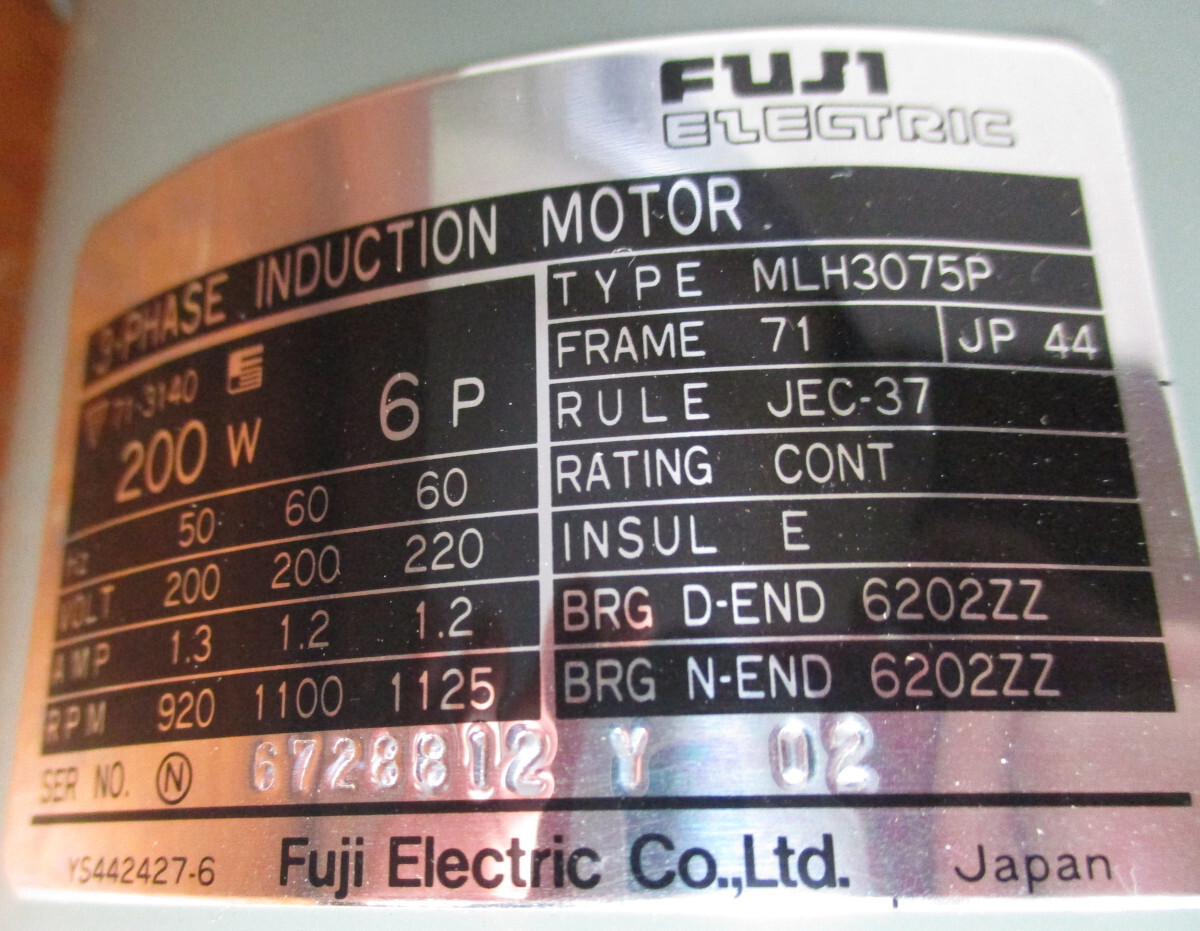 FUJI
ELECTRIC
3-PHASE INDUCTION MOTOR
71-3140
200 W 6 P
Hz 50 60 60
VOLT 200 200 220
AMP 1.3 1.2 1.2
RPM 920 1100 1125
TYPE MLH3075P
FRAME 71 JP 44
RULE JEC-37
RATING CONT
INSUL E
BRG D-END 6202ZZ
BRG N-END 6202ZZ
SER NO. N 6728812 Y 02
YS442427-6 Fuji Electric Co.,Ltd. Japan